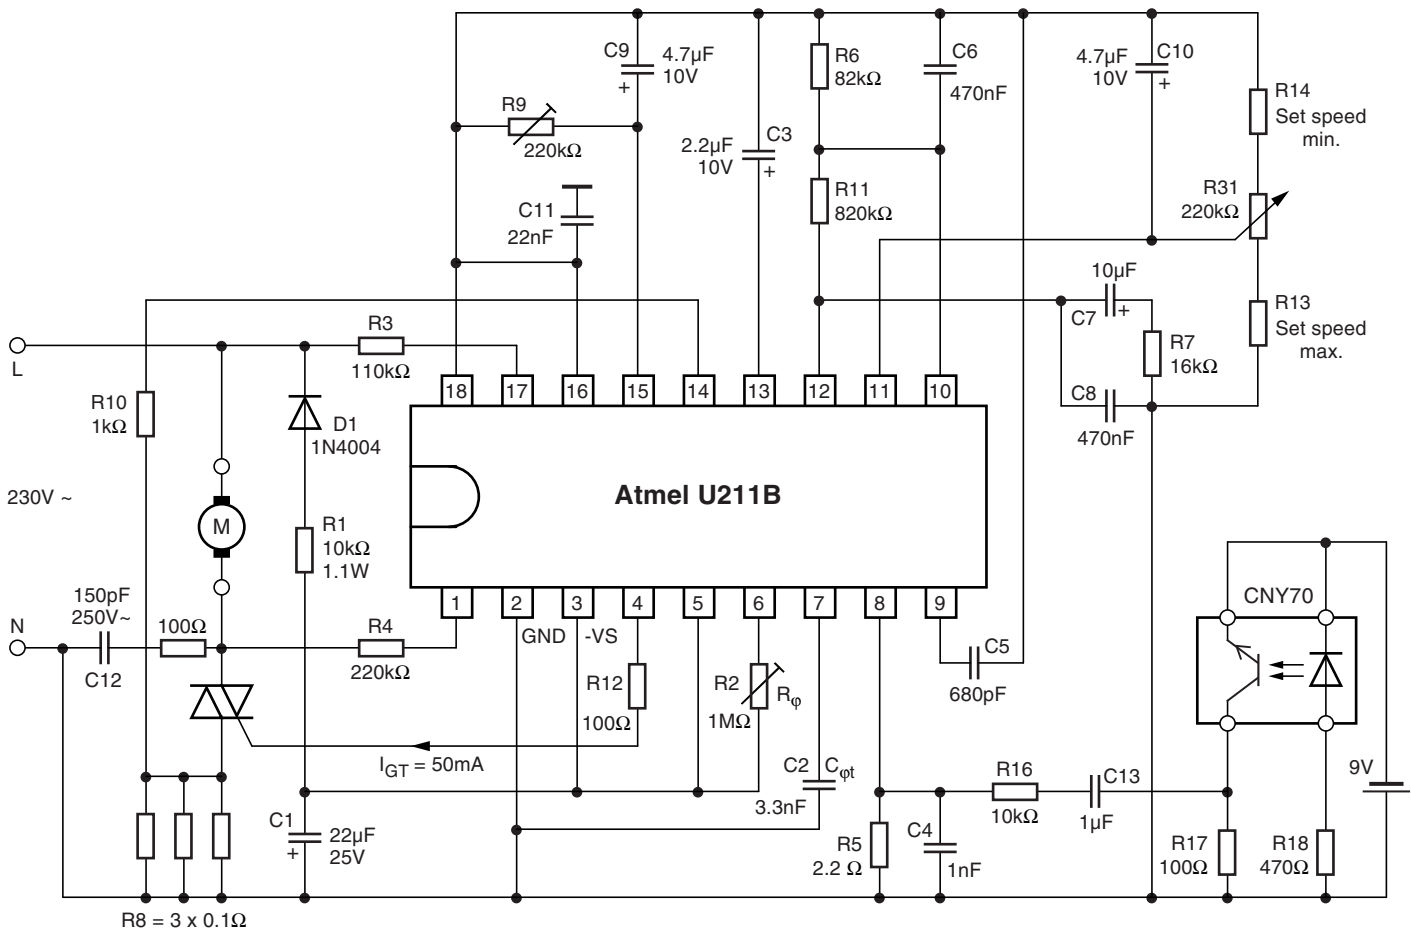 C9
4.7µF
10V
R6
82kΩ
C6
470nF
4.7µF
10V
C10
R14
Set speed
min.
R9
220kΩ
2.2µF
10V
C3
R11
820kΩ
R31
220kΩ
C11
22nF
10µF
C7
R13
Set speed
max.
R7
16kΩ
C8
470nF
L
R3
110kΩ
R10
1kΩ
D1
1N4004
18
17
16
15
14
13
12
11
10
Atmel U211B
230V ~
M
R1
10kΩ
1.1W
150pF
250V~
N
100Ω
C12
R4
220kΩ
1
2
3
4
5
6
7
8
9
GND
-VS
R12
100Ω
R2
1MΩ
Rφ
C5
680pF
CNY70
IGT = 50mA
C2
Cφt
3.3nF
R16
10kΩ
C13
1µF
9V
C1
22µF
25V
+
R5
2.2 Ω
C4
1nF
R17
100Ω
R18
470Ω
R8 = 3 x 0.1Ω